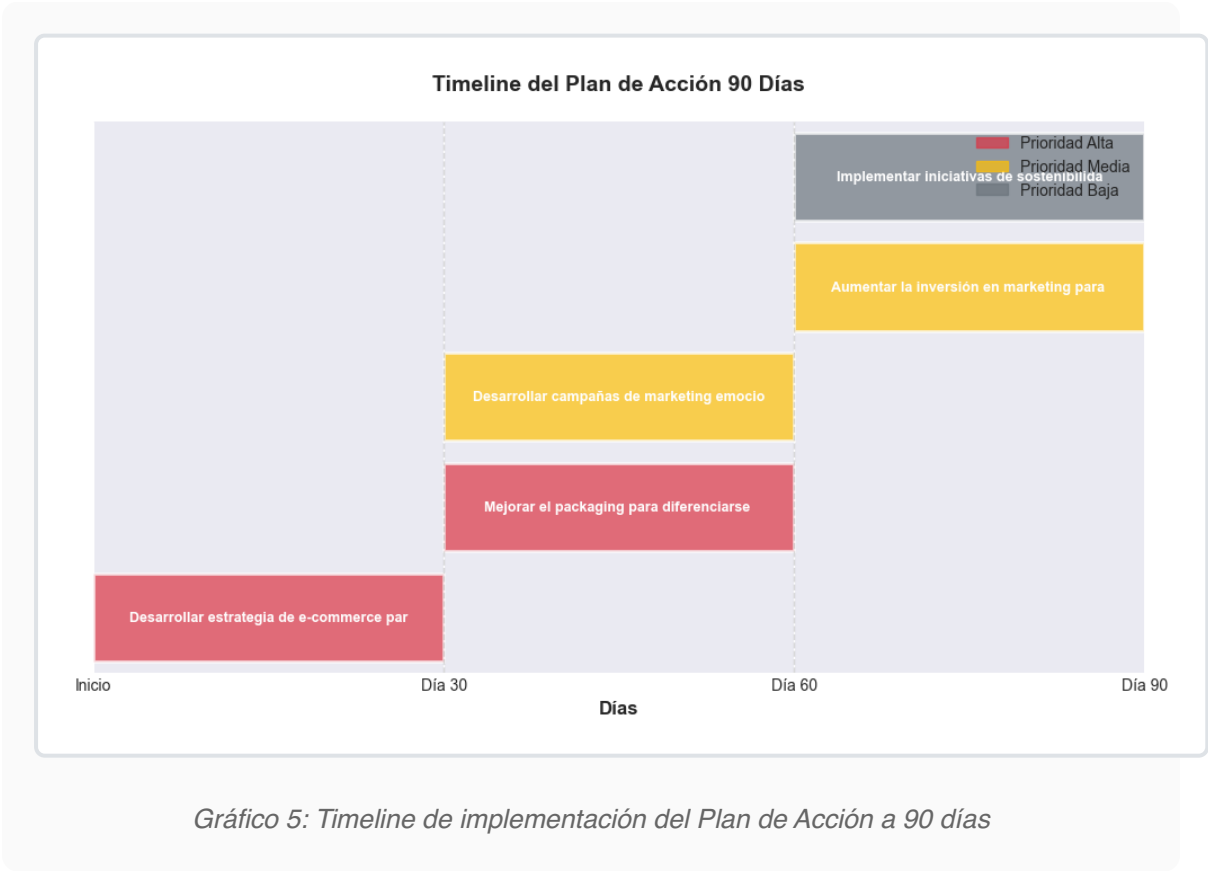 Timeline del Plan de Acción 90 Días
Prioridad Alta
Prioridad Media
Prioridad Baja
Implementar iniciativas de sostenibilida
Aumentar la inversión en marketing para
Desarrollar campañas de marketing emocio
Mejorar el packaging para diferenciarse
Desarrollar estrategia de e-commerce par
Inicio
Día 30
Día 60
Día 90
Días
Gráfico 5: Timeline de implementación del Plan de Acción a 90 días